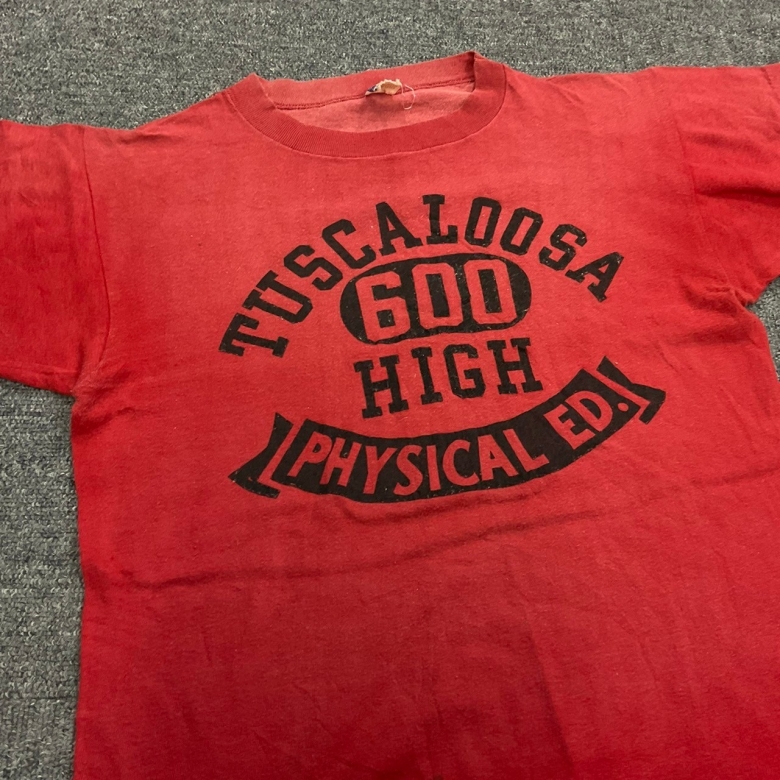 TUSCALOOSA
600
HIGH
PHYSICAL ED.